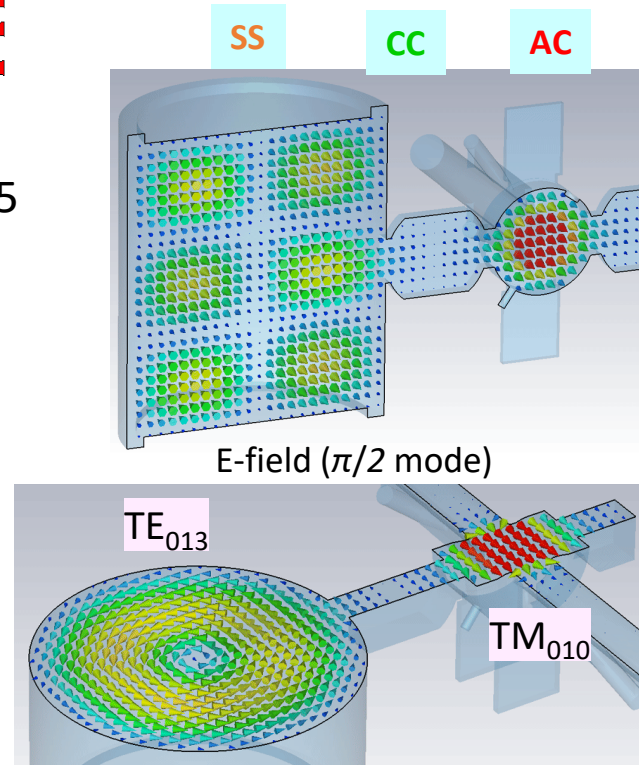 SS CC AC
5
E-field (π/2 mode)
TE₀₁₃
TM₀₁₀